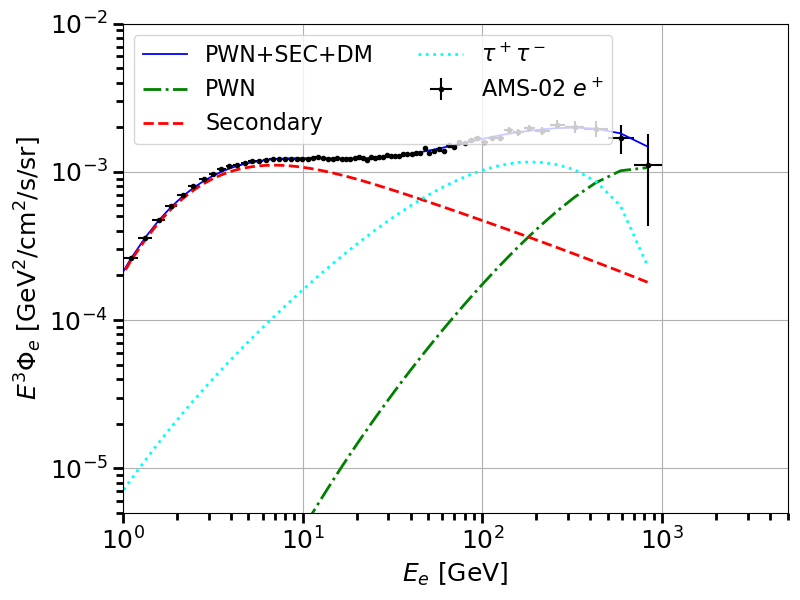 10^{-2}
PWN+SEC+DM
PWN
Secondary
τ^+τ^-
AMS-02 e^+
10^{-3}
10^{-4}
10^{-5}
E^3Φ_e [GeV^2/cm^2/s/sr]
10^0
10^1
10^2
10^3
E_e [GeV]